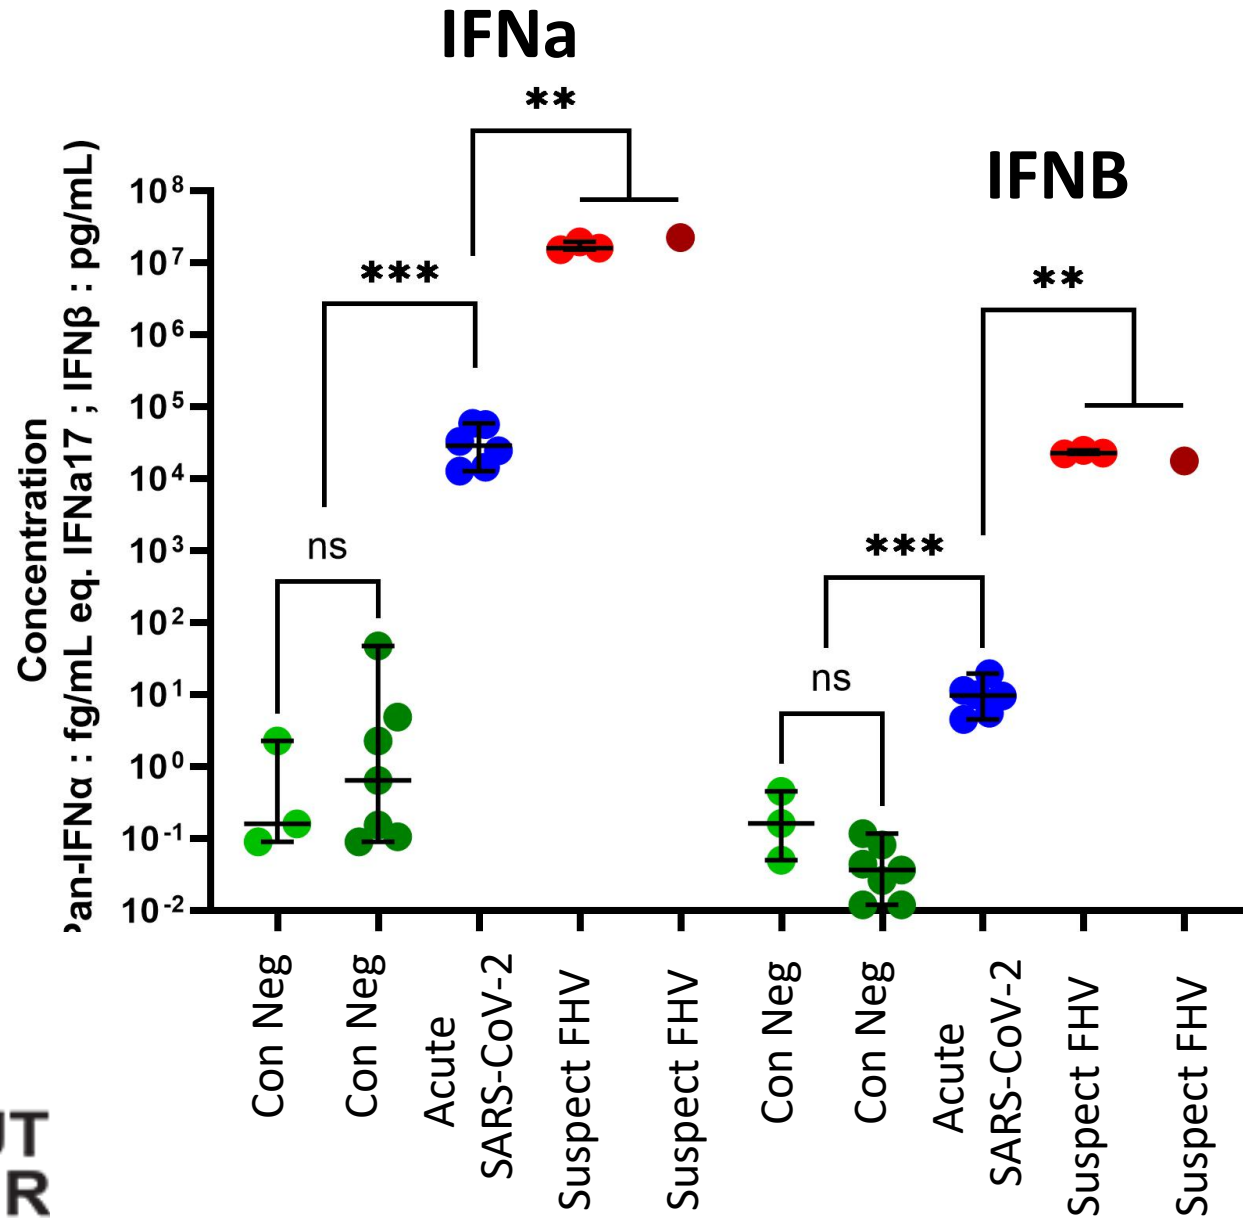 IFNa
**
IFNB
Concentration
Pan-IFNα : fg/mL eq. IFNa17 ; IFNβ : pg/mL)
10⁸
10⁷
10⁶
10⁵
10⁴
10³
10²
10¹
10⁰
10⁻¹
10⁻²
***
ns
**
***
ns
Con Neg
Con Neg
Acute
SARS-CoV-2
Suspect FHV
Suspect FHV
Con Neg
Con Neg
Acute
SARS-CoV-2
Suspect FHV
Suspect FHV
UT
R